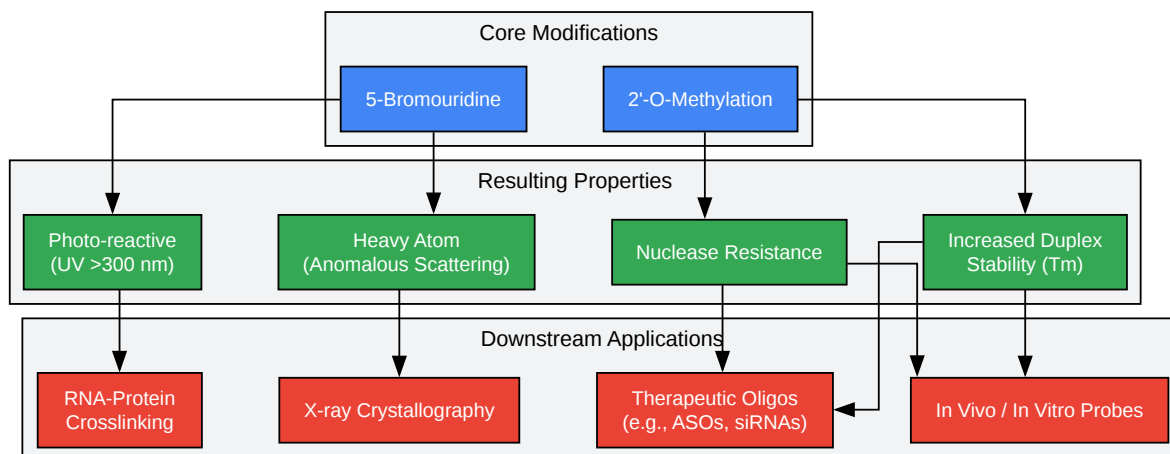 Core Modifications
5-Bromouridine
2'-O-Methylation
Resulting Properties
Photo-reactive
(UV >300 nm)
Heavy Atom
(Anomalous Scattering)
Nuclease Resistance
Increased Duplex
Stability (Tm)
Downstream Applications
RNA-Protein
Crosslinking
X-ray Crystallography
Therapeutic Oligos
(e.g., ASOs, siRNAs)
In Vivo / In Vitro Probes